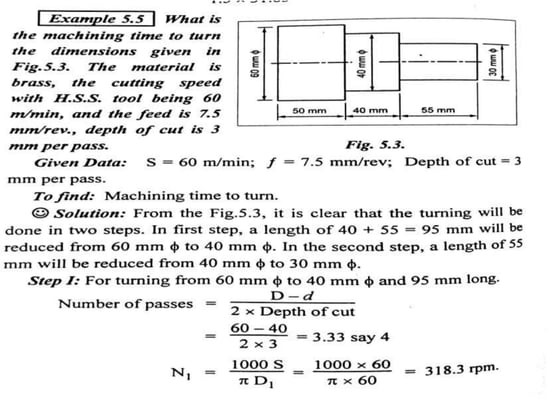 Example 5.5 What is
the machining time to turn
the dimensions given in
Fig.5.3. The material is
brass, the cutting speed
with H.S.S. tool being 60
m/min, and the feed is 7.5
mm/rev., depth of cut is 3
mm per pass.
60 mm ϕ
40 mm ϕ
30 mm ϕ
50 mm 40 mm 55 mm
Fig. 5.3.
Given Data: S = 60 m/min; f = 7.5 mm/rev; Depth of cut = 3
mm per pass.
To find: Machining time to turn.
☺ Solution: From the Fig.5.3, it is clear that the turning will be
done in two steps. In first step, a length of 40 + 55 = 95 mm will be
reduced from 60 mm ϕ to 40 mm ϕ. In the second step, a length of 55
mm will be reduced from 40 mm ϕ to 30 mm ϕ.
Step I: For turning from 60 mm ϕ to 40 mm ϕ and 95 mm long.
Number of passes = D – d / 2 × Depth of cut
= 60 – 40 / 2 × 3 = 3.33 say 4
N₁ = 1000 S / π D₁ = 1000 × 60 / π × 60 = 318.3 rpm.